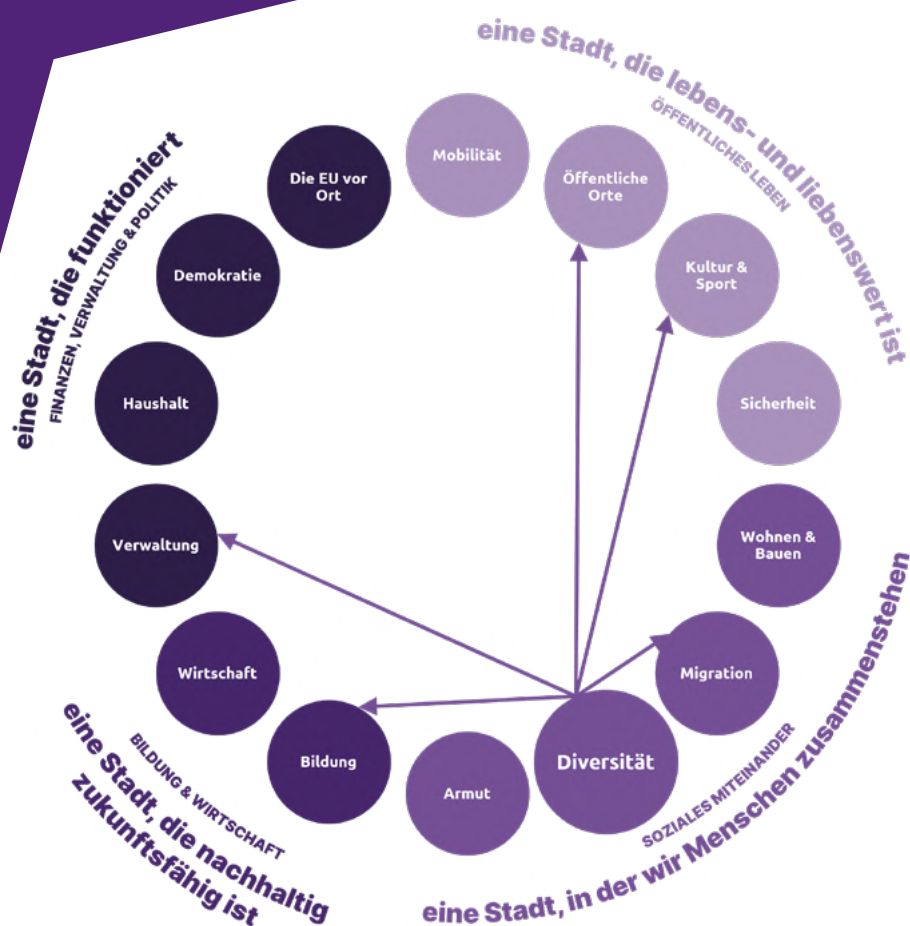 eine Stadt, die lebens- und liebenswert ist
ÖFFENTLICHES LEBEN
Mobilität
Öffentliche
Orte
Kultur &
Sport
Sicherheit
Wohnen &
Bauen
Migration
Diversität
Armut
SOZIALES MITEINANDER
eine Stadt, in der wir Menschen zusammenstehen
Bildung
Wirtschaft
BILDUNG & WIRTSCHAFT
eine Stadt, die nachhaltig
zukunftsfähig ist
Verwaltung
Haushalt
Demokratie
Die EU vor
Ort
eine Stadt, die funktioniert
FINANZEN, VERWALTUNG & POLITIK